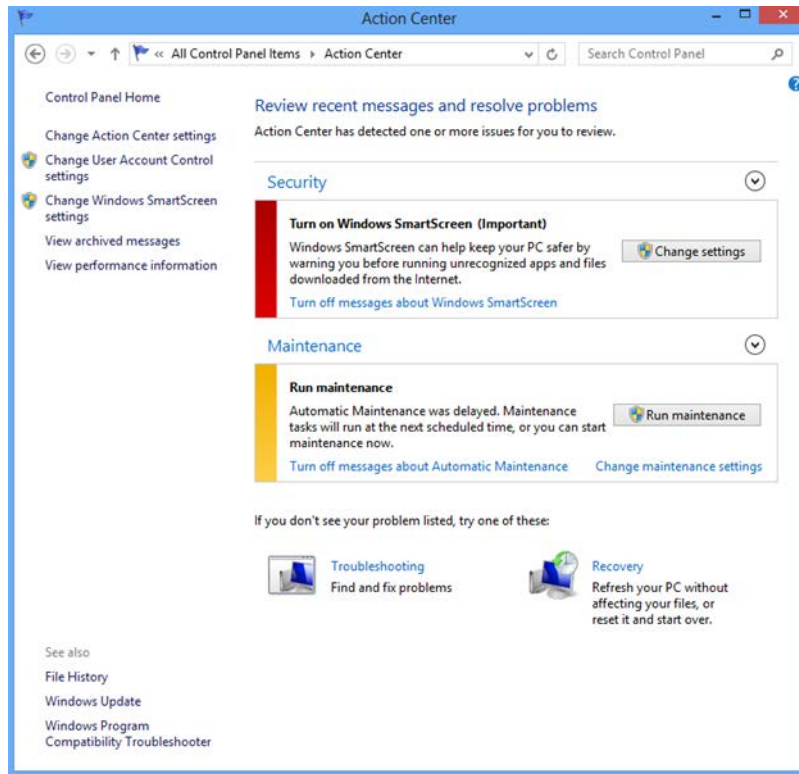 Action Center
« All Control Panel Items ▸ Action Center
Search Control Panel
Control Panel Home
Change Action Center settings
Change User Account Control
settings
Change Windows SmartScreen
settings
View archived messages
View performance information
Review recent messages and resolve problems
Action Center has detected one or more issues for you to review.
Security
Turn on Windows SmartScreen (Important)
Windows SmartScreen can help keep your PC safer by
warning you before running unrecognized apps and files
downloaded from the Internet.
Change settings
Turn off messages about Windows SmartScreen
Maintenance
Run maintenance
Automatic Maintenance was delayed. Maintenance
tasks will run at the next scheduled time, or you can start
maintenance now.
Run maintenance
Turn off messages about Automatic Maintenance
Change maintenance settings
If you don't see your problem listed, try one of these:
Troubleshooting
Find and fix problems
Recovery
Refresh your PC without
affecting your files, or
reset it and start over.
See also
File History
Windows Update
Windows Program
Compatibility Troubleshooter